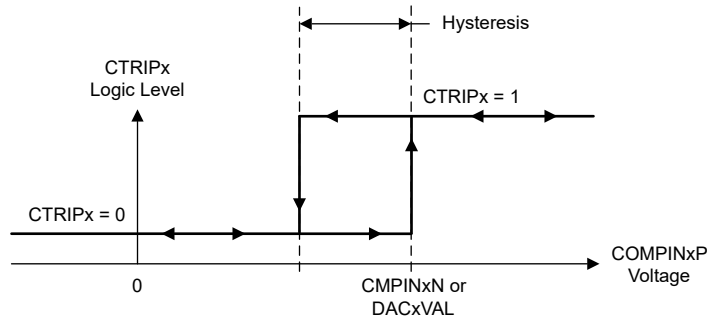 Hysteresis
CTRIPx
Logic Level
CTRIPx = 1
CTRIPx = 0
COMPINxP
Voltage
0
CMPINxN or
DACxVAL